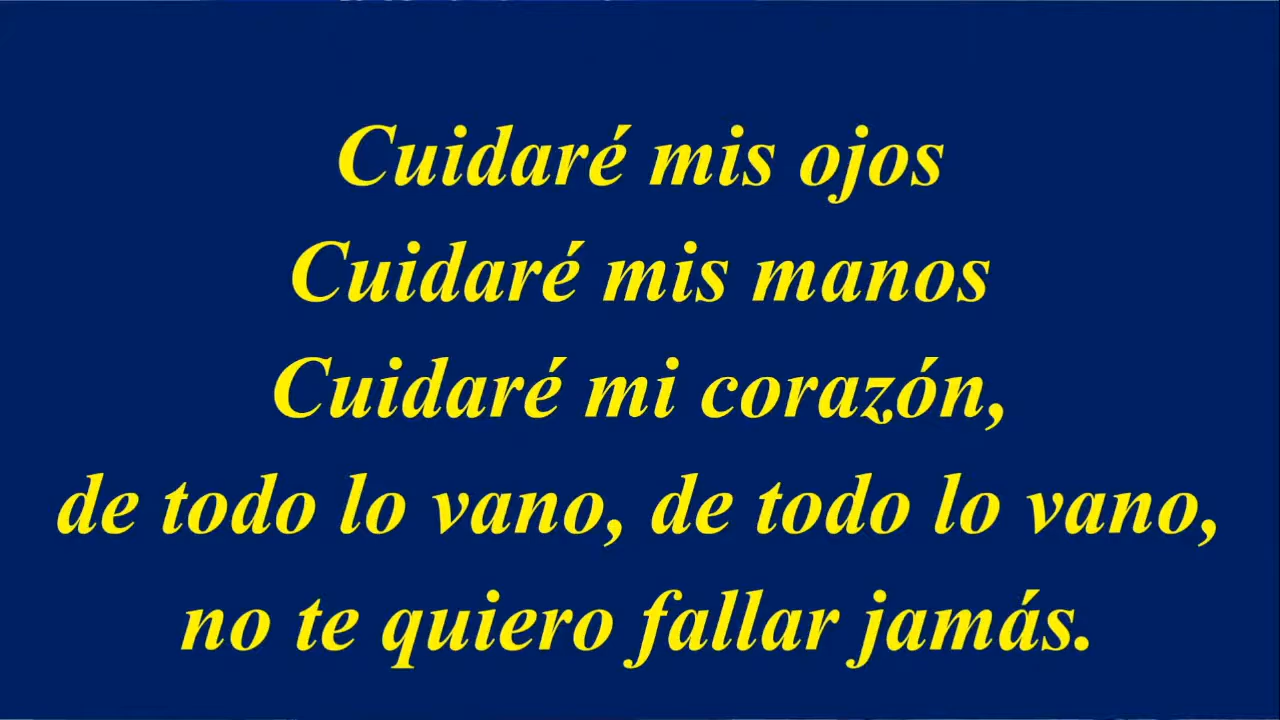 Cuidaré mis ojos
Cuidaré mis manos
Cuidaré mi corazón,
de todo lo vano, de todo lo vano,
no te quiero fallar jamás.